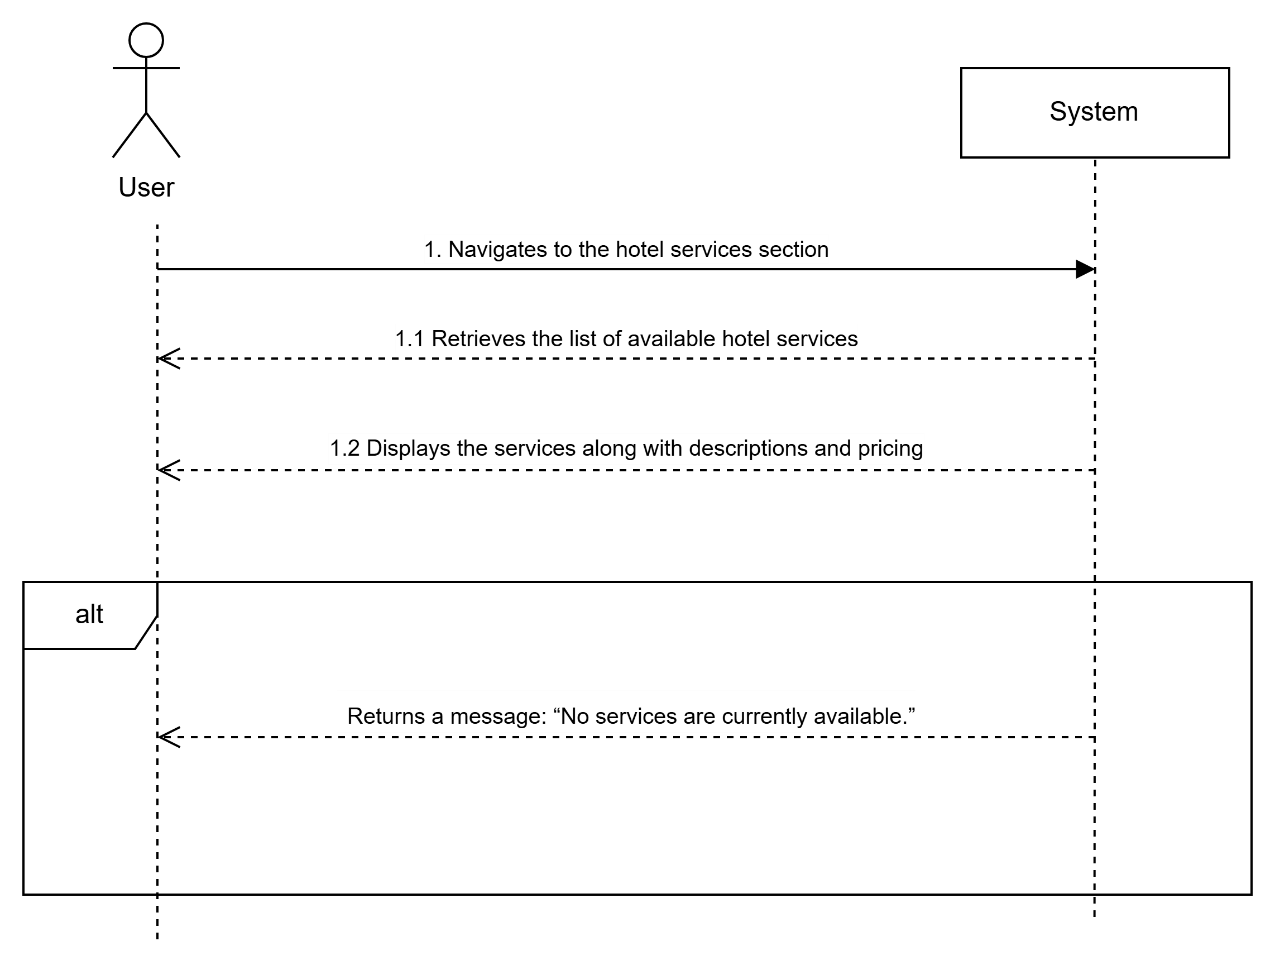 System
User
1. Navigates to the hotel services section
1.1 Retrieves the list of available hotel services
1.2 Displays the services along with descriptions and pricing
alt
Returns a message: “No services are currently available.”